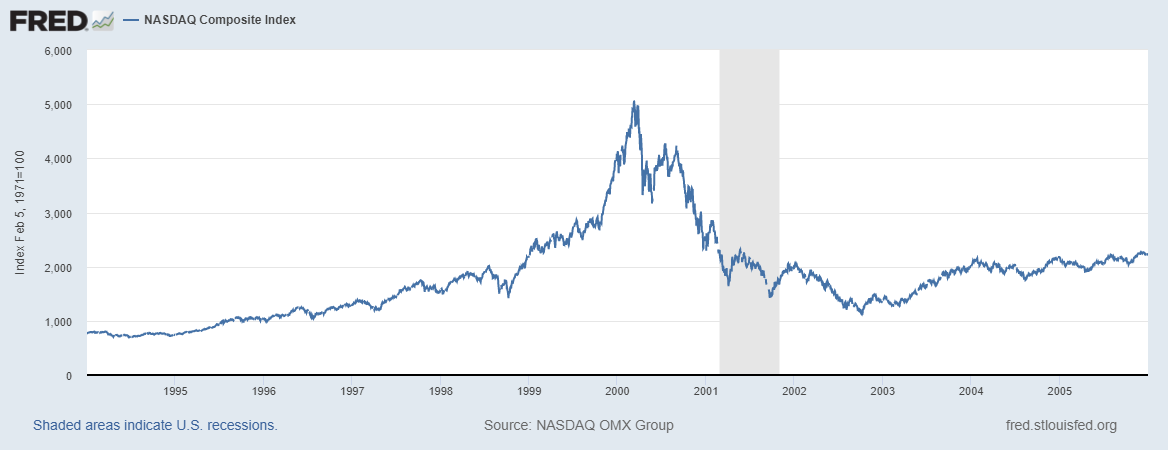 FRED NASDAQ Composite Index
6,000
5,000
4,000
3,000
2,000
1,000
0
Index Feb 5, 1971=100
1995 1996 1997 1998 1999 2000 2001 2002 2003 2004 2005
Shaded areas indicate U.S. recessions. Source: NASDAQ OMX Group fred.stlouisfed.org